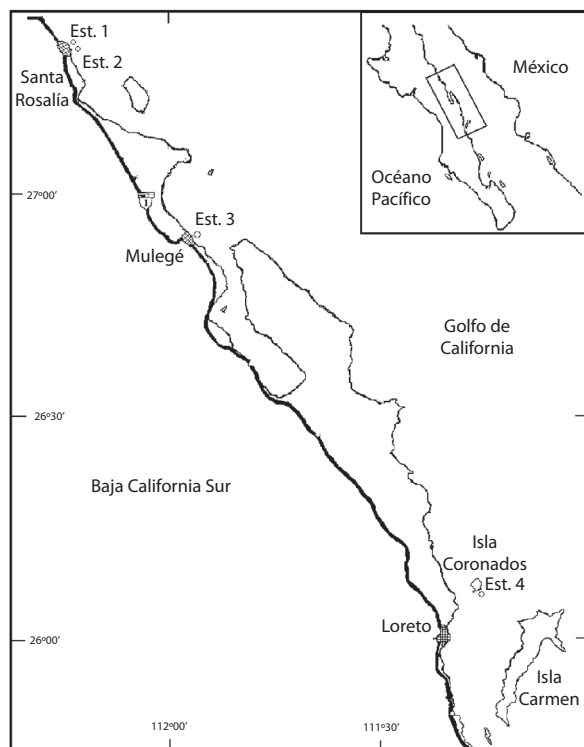 Est. 1
Est. 2
Santa
Rosalía
México
Océano
Pacífico
27º00'
1
Est. 3
Mulegé
Golfo de
California
26º30'
Baja California Sur
Isla
Coronados
Est. 4
Loreto
26º00'
Isla
Carmen
112º00'
111º30'